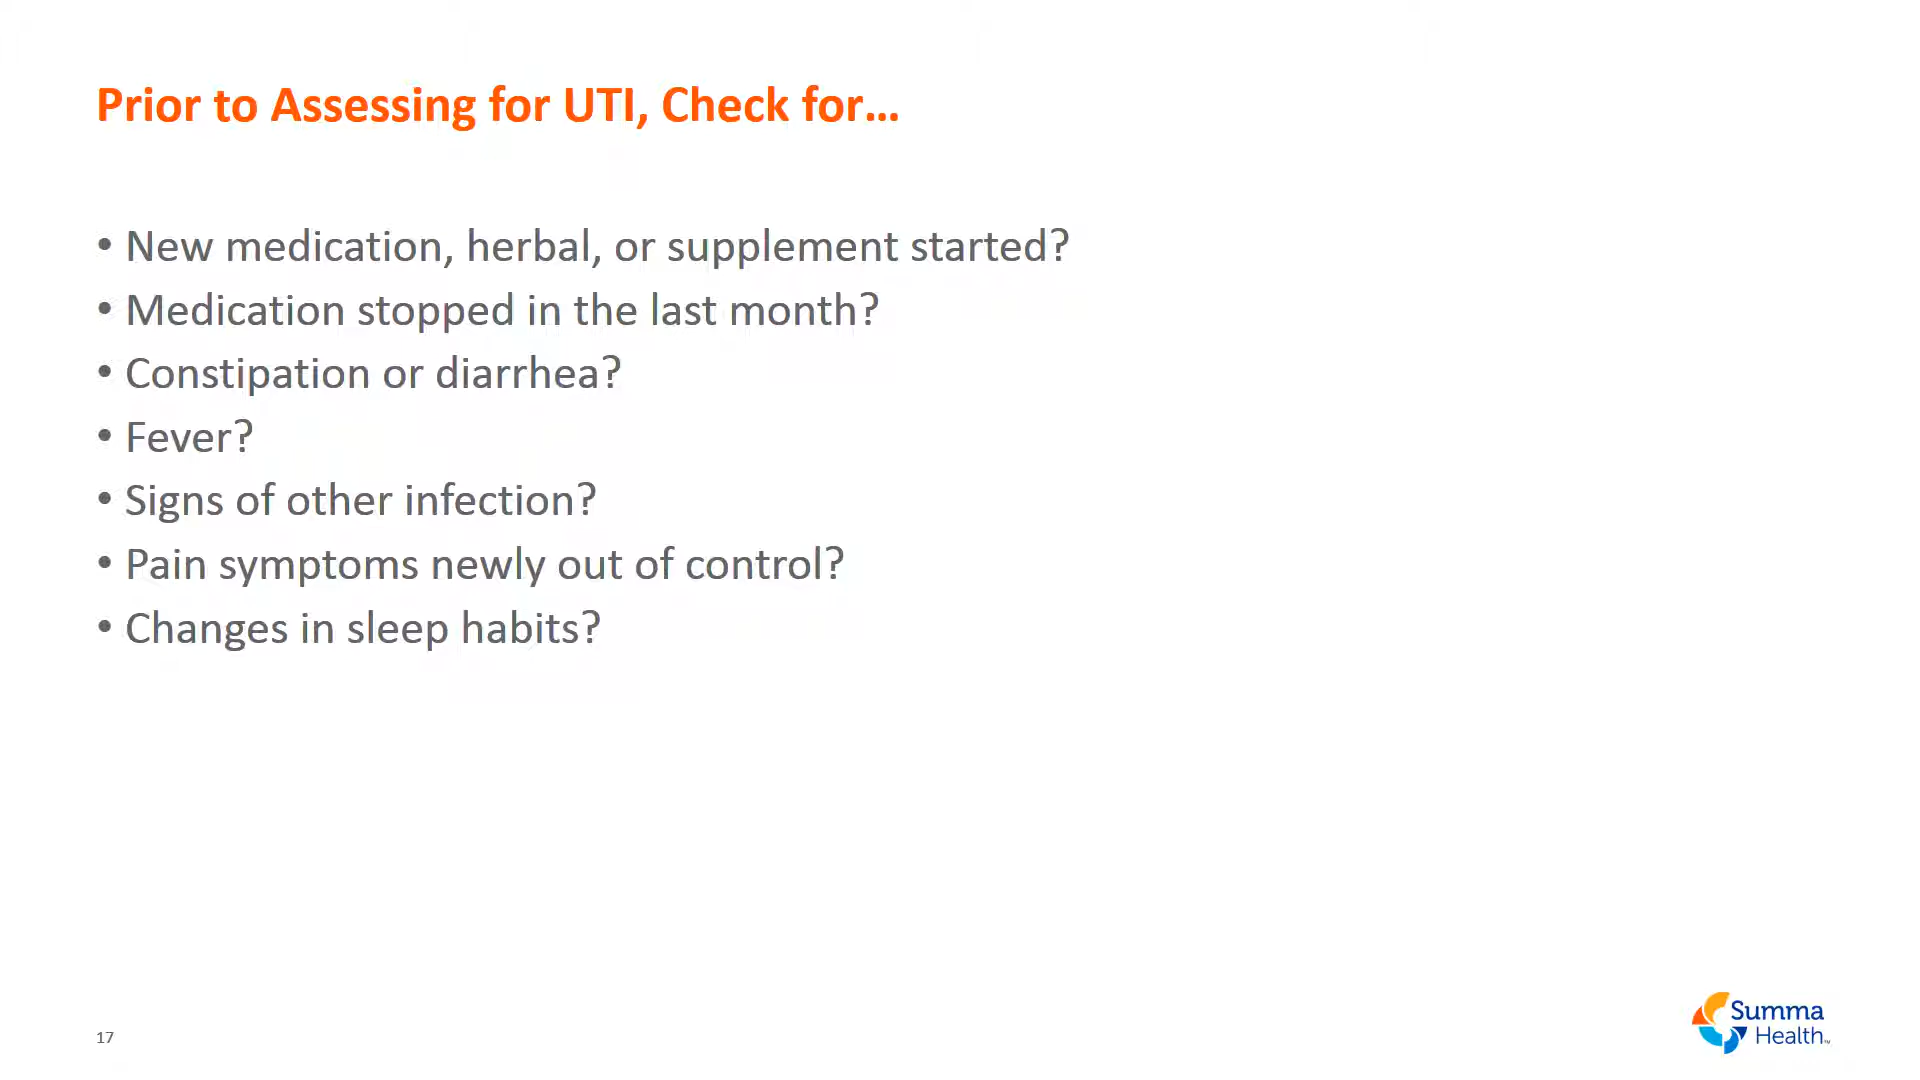 Prior to Assessing for UTI, Check for...
• New medication, herbal, or supplement started?
• Medication stopped in the last month?
• Constipation or diarrhea?
• Fever?
• Signs of other infection?
• Pain symptoms newly out of control?
• Changes in sleep habits?
17
Summa
Health™